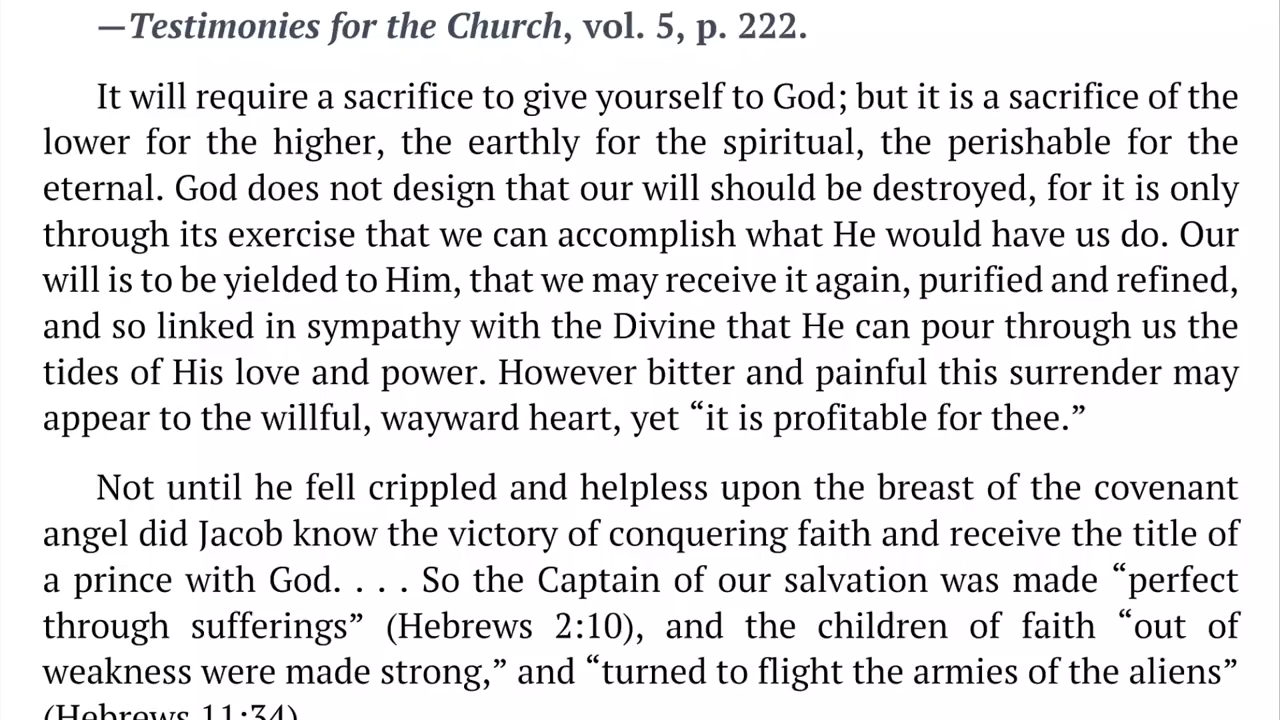 —Testimonies for the Church, vol. 5, p. 222.
It will require a sacrifice to give yourself to God; but it is a sacrifice of the
lower for the higher, the earthly for the spiritual, the perishable for the
eternal. God does not design that our will should be destroyed, for it is only
through its exercise that we can accomplish what He would have us do. Our
will is to be yielded to Him, that we may receive it again, purified and refined,
and so linked in sympathy with the Divine that He can pour through us the
tides of His love and power. However bitter and painful this surrender may
appear to the willful, wayward heart, yet “it is profitable for thee.”
Not until he fell crippled and helpless upon the breast of the covenant
angel did Jacob know the victory of conquering faith and receive the title of
a prince with God. . . . So the Captain of our salvation was made “perfect
through sufferings” (Hebrews 2:10), and the children of faith “out of
weakness were made strong,” and “turned to flight the armies of the aliens”
(Hebrews 11:34)